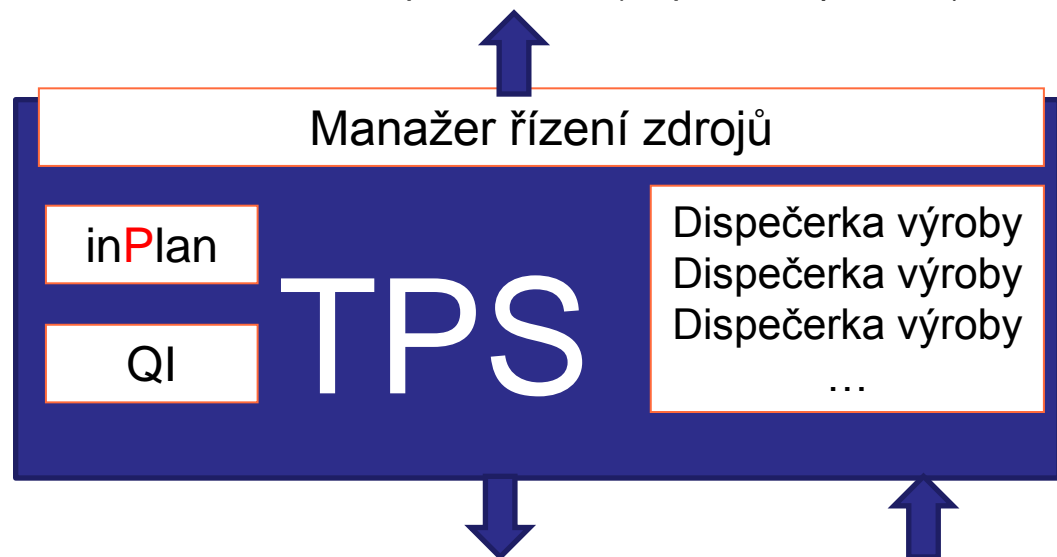 Manažer řízení zdrojů
inPlan
QI
TPS
Dispečerka výroby
Dispečerka výroby
Dispečerka výroby
…